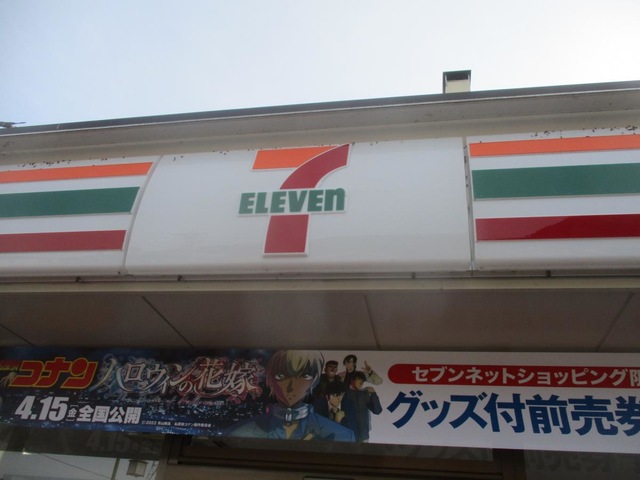 7
ELEVEn
コナン
ハロウィンの花嫁
4.15 金 全国公開
セブンネットショッピング限
グッズ付前売券